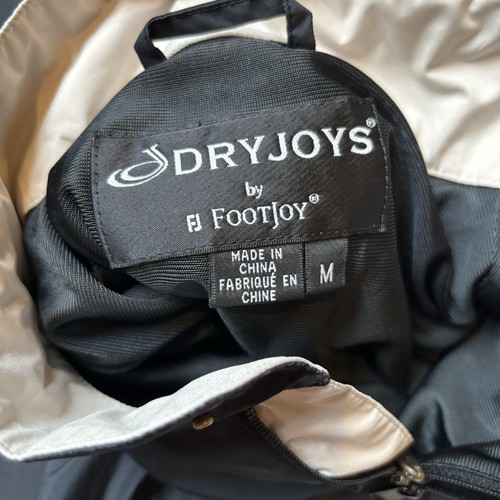 DRYJOYS®
by
FJ FOOTJOY®
MADE IN
CHINA
FABRIQUÉ EN
CHINE
M